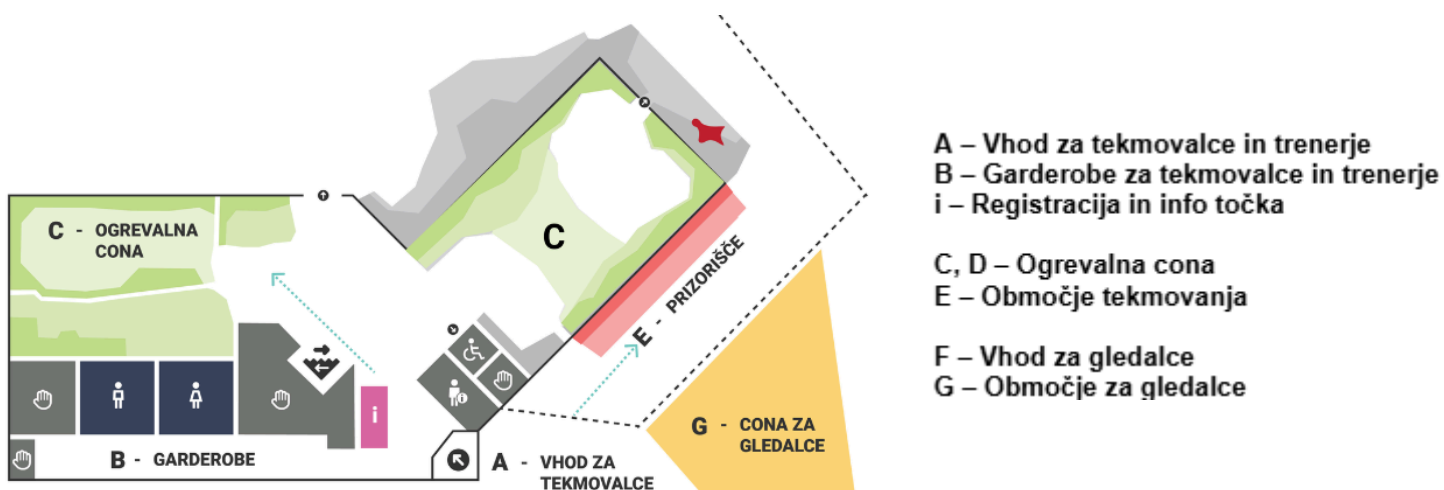 C - OGREVALNA
CONA
C
E - PRIZORIŠČE
i
G - CONA ZA
GLEDALCE
B - GARDEROBE
A - VHOD ZA
TEKMOVALCE
A – Vhod za tekmovalce in trenerje
B – Garderobe za tekmovalce in trenerje
i – Registracija in info točka
C, D – Ogrevalna cona
E – Območje tekmovanja
F – Vhod za gledalce
G – Območje za gledalce